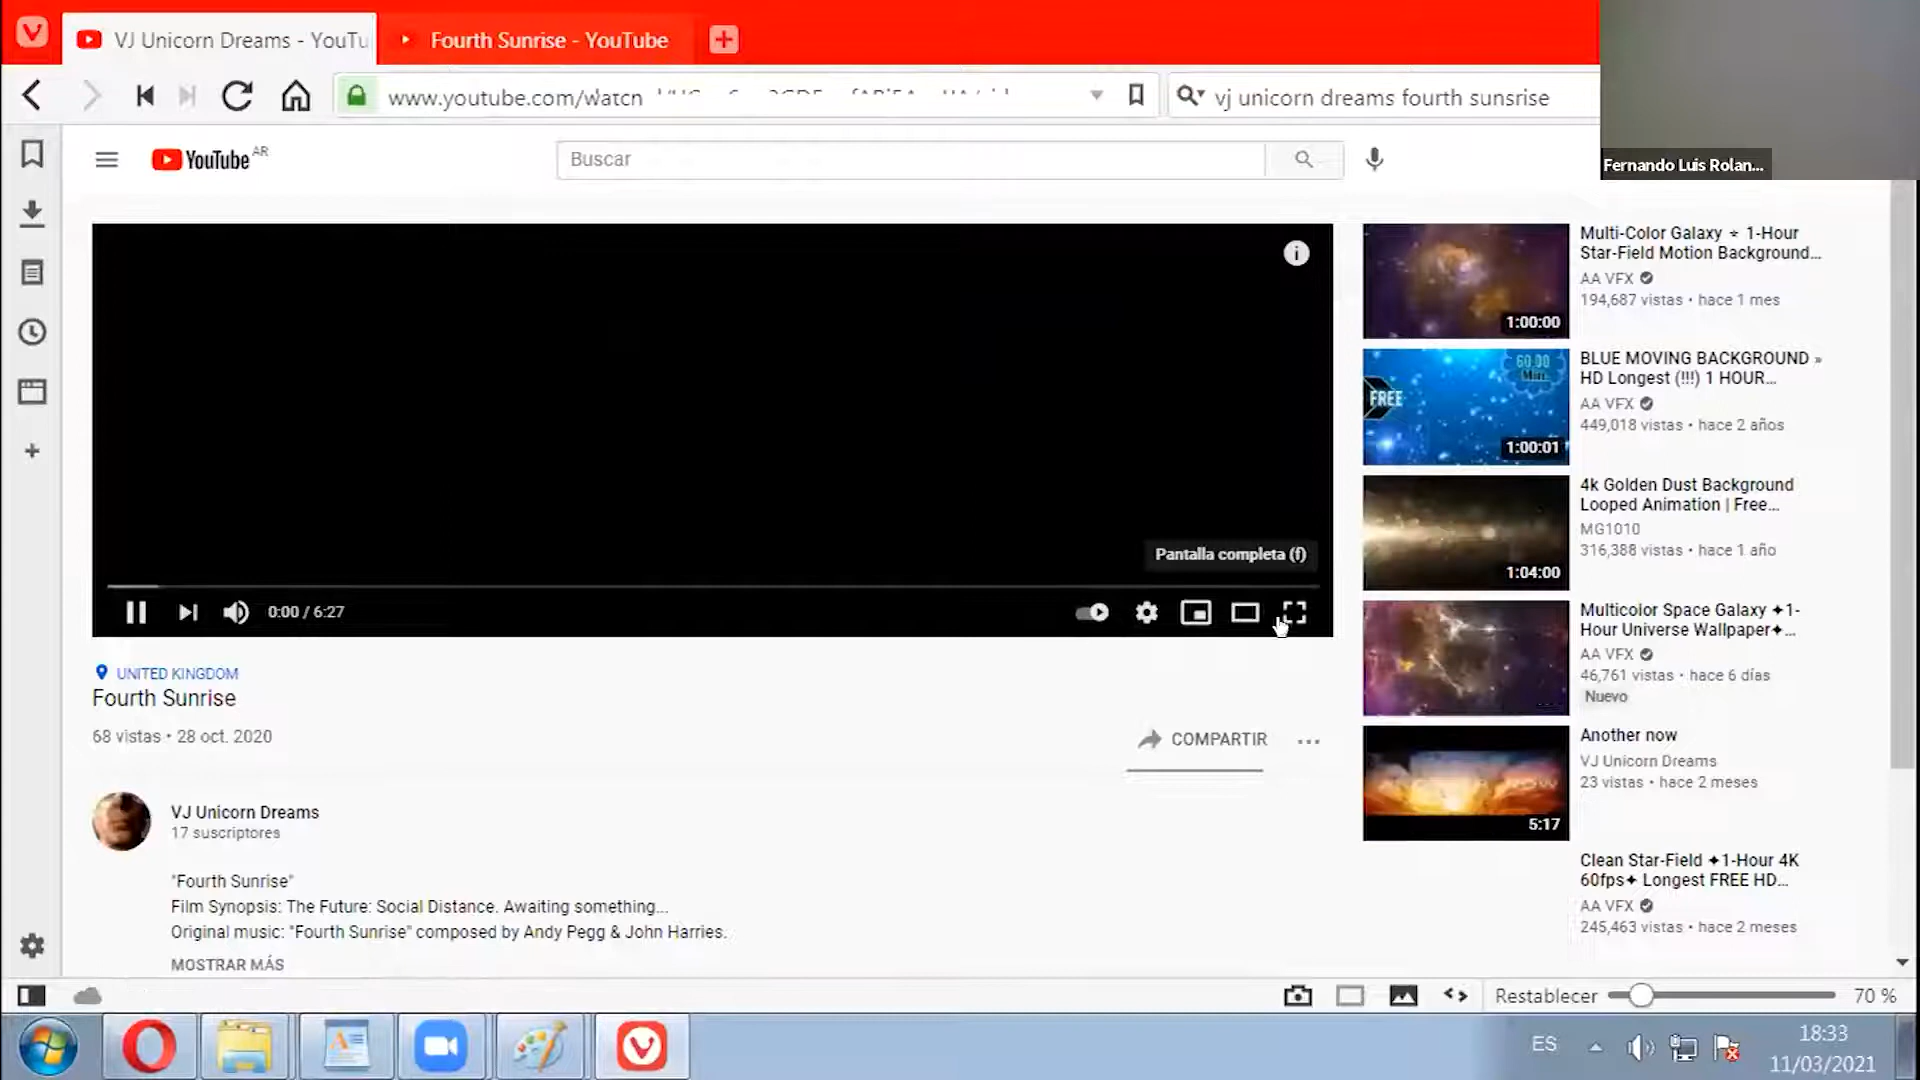 VJ Unicorn Dreams - YouTu
Fourth Sunrise - YouTube
www.youtube.com/watch
vj unicorn dreams fourth sunsrise
Fernando Luis Rolan...
YouTube AR
Buscar
Pantalla completa (f)
0:00 / 6:27
UNITED KINGDOM
Fourth Sunrise
68 vistas • 28 oct. 2020
COMPARTIR
VJ Unicorn Dreams
17 suscriptores
"Fourth Sunrise"
Film Synopsis: The Future: Social Distance. Awaiting something...
Original music: "Fourth Sunrise" composed by Andy Pegg & John Harries.
MOSTRAR MÁS
1:00:00
Multi-Color Galaxy ⭐ 1-Hour
Star-Field Motion Background...
AA VFX
194,687 vistas • hace 1 mes
60.00
Min.
FREE
1:00:01
BLUE MOVING BACKGROUND »
HD Longest (!!!) 1 HOUR...
AA VFX
449,018 vistas • hace 2 años
1:04:00
4k Golden Dust Background
Looped Animation | Free...
MG1010
316,388 vistas • hace 1 año
Multicolor Space Galaxy ✦1-
Hour Universe Wallpaper✦...
AA VFX
46,761 vistas • hace 6 días
Nuevo
5:17
Another now
VJ Unicorn Dreams
23 vistas • hace 2 meses
Clean Star-Field ✦1-Hour 4K
60fps✦ Longest FREE HD...
AA VFX
245,463 vistas • hace 2 meses
Restablecer
70 %
ES
18:33
11/03/2021